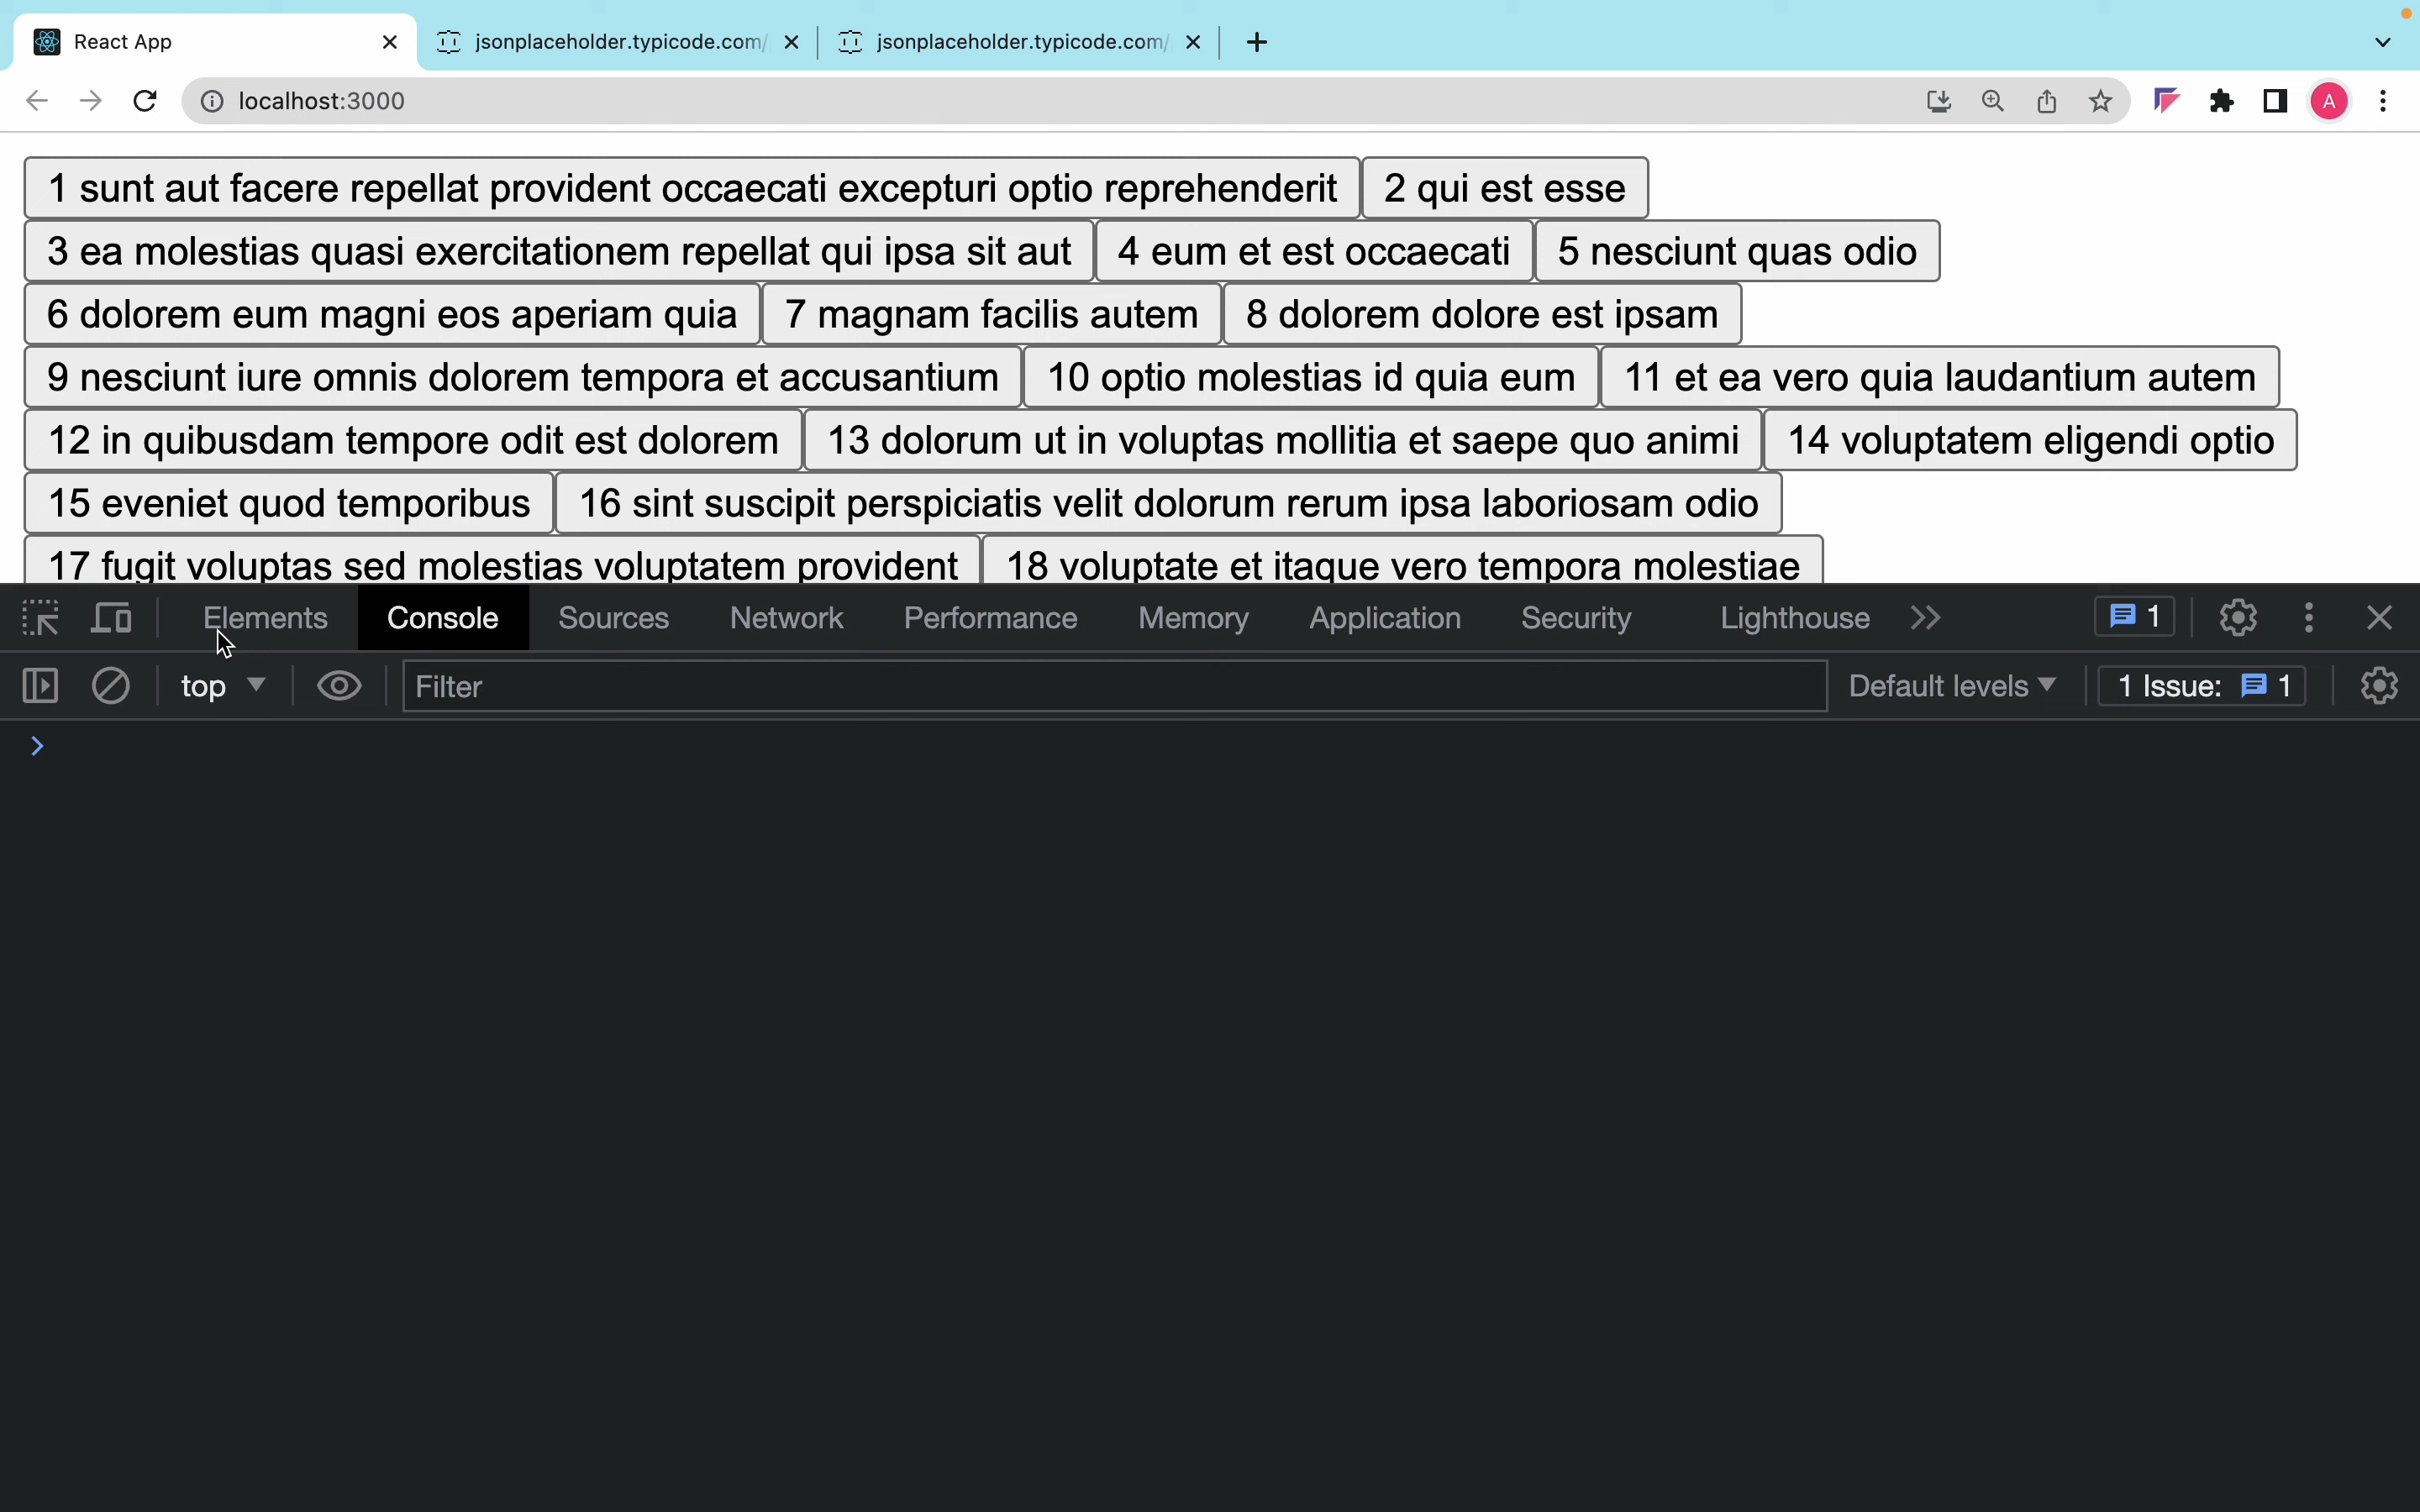 React App
jsonplaceholder.typicode.com/
jsonplaceholder.typicode.com/
localhost:3000
A
1 sunt aut facere repellat provident occaecati excepturi optio reprehenderit 2 qui est esse
3 ea molestias quasi exercitationem repellat qui ipsa sit aut 4 eum et est occaecati 5 nesciunt quas odio
6 dolorem eum magni eos aperiam quia 7 magnam facilis autem 8 dolorem dolore est ipsam
9 nesciunt iure omnis dolorem tempora et accusantium 10 optio molestias id quia eum 11 et ea vero quia laudantium autem
12 in quibusdam tempore odit est dolorem 13 dolorum ut in voluptas mollitia et saepe quo animi 14 voluptatem eligendi optio
15 eveniet quod temporibus 16 sint suscipit perspiciatis velit dolorum rerum ipsa laboriosam odio
17 fugit voluptas sed molestias voluptatem provident 18 voluptate et itaque vero tempora molestiae
Elements Console Sources Network Performance Memory Application Security Lighthouse 1
top Filter Default levels 1 Issue: 1